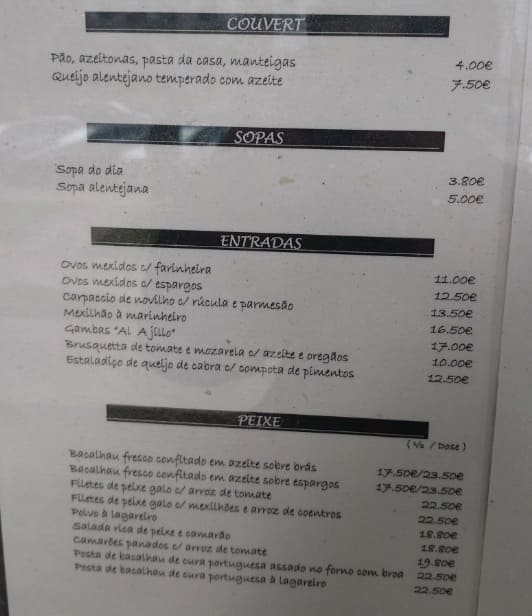 COUVERT
Pão, azeitonas, pasta da casa, manteigas 4.00€
Queijo alentejano temperado com azeite 7.50€
SOPAS
Sopa do dia 3.80€
Sopa alentejana 5.00€
ENTRADAS
Ovos mexidos c/ farinheira 11.00€
Ovos mexidos c/ espargos 12.50€
Carpaccio de novilho c/ rúcula e parmesão 13.50€
Mexilhão à marinheiro 16.50€
Gambas "Al Ajillo" 17.00€
Brusquetta de tomate e mozarela c/ azeite e oregãos 10.00€
Estaladiço de queijo de cabra c/ compota de pimentos 12.50€
PEIXE
( ½ / Dose )
Bacalhau fresco confitado em azeite sobre brás 17.50€/23.50€
Bacalhau fresco confitado em azeite sobre espargos 17.50€/23.50€
Filetes de peixe galo c/ arroz de tomate 22.50€
Filetes de peixe galo c/ mexilhões e arroz de coentros 22.50€
Polvo à lagareiro 18.80€
Salada rica de peixe e camarão 18.80€
Camarões panados c/ arroz de tomate 19.80€
Posta de bacalhau de cura portuguesa assado no forno com broa 22.50€
Posta de bacalhau de cura portuguesa à lagareiro 22.50€